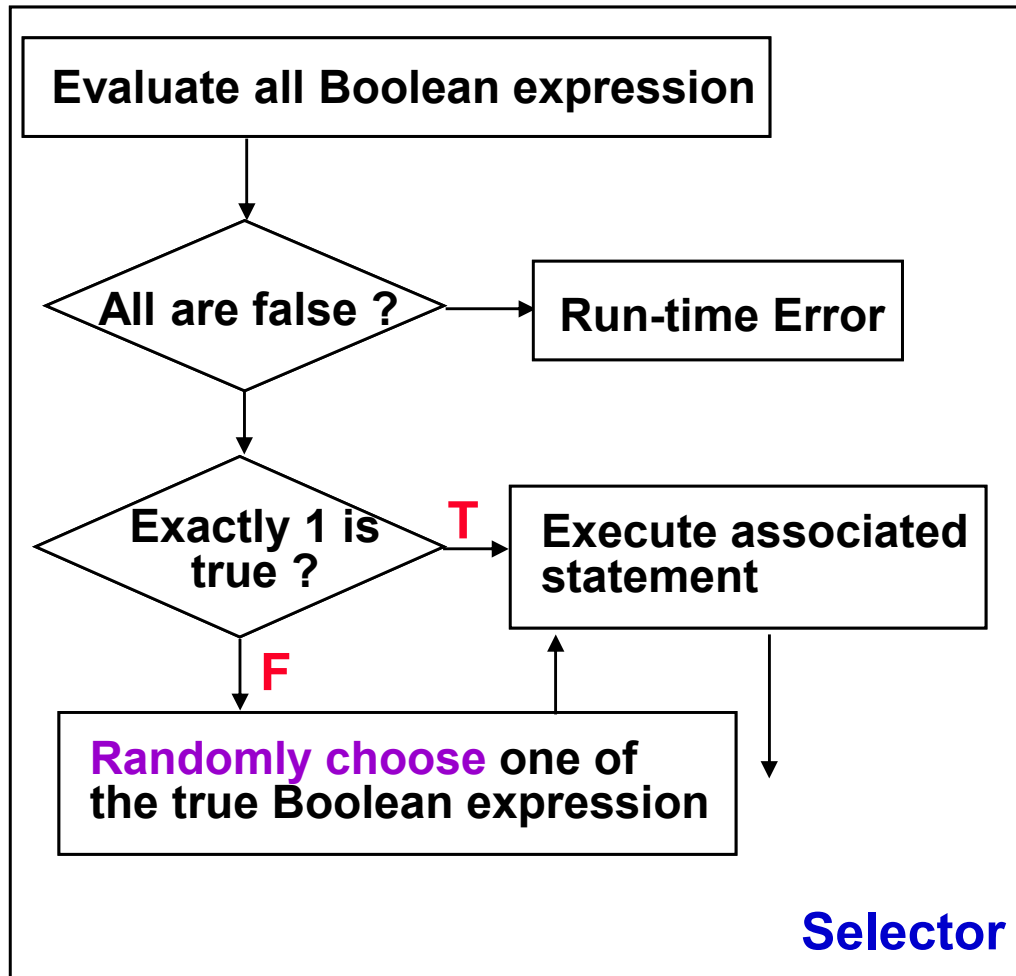 Evaluate all Boolean expression
All are false ?
Run-time Error
Exactly 1 is
true ?
T
Execute associated
statement
F
Randomly choose one of
the true Boolean expression
Selector